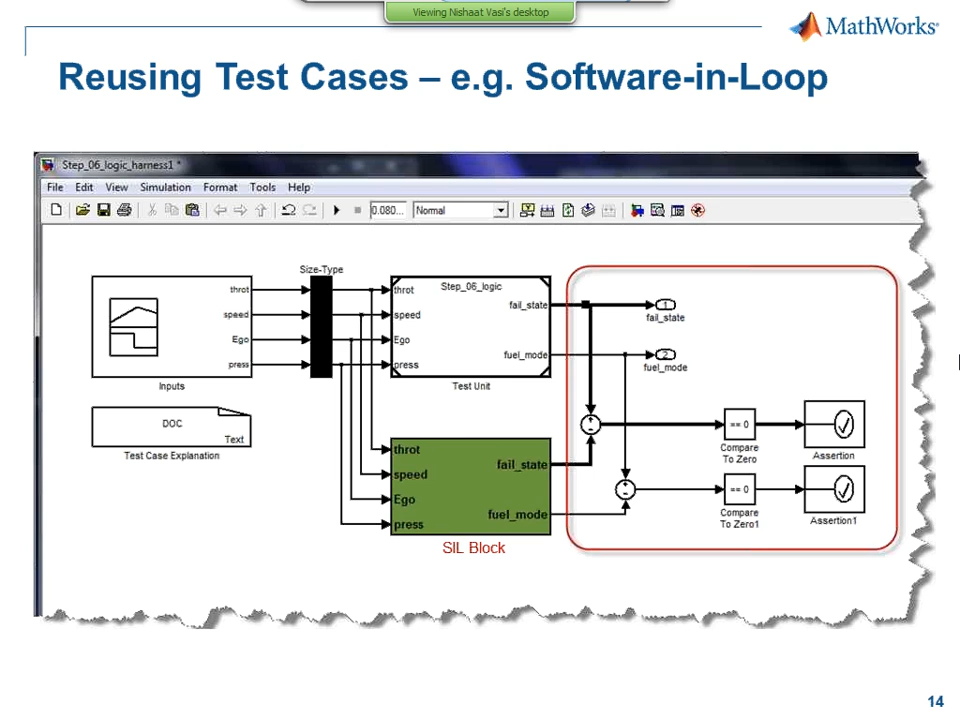 Viewing Nishaat Vasi's desktop
MathWorks®
Reusing Test Cases – e.g. Software-in-Loop
Step_06_logic_harness1 *
File Edit View Simulation Format Tools Help
0.080... Normal
Size-Type
throt
speed
Ego
press
Inputs
throt
speed
Ego
press
Step_06_logic
fail_state
fuel_mode
Test Unit
1
fail_state
2
fuel_mode
DOC
Text
Test Case Explanation
throt
speed
Ego
press
fail_state
fuel_mode
SIL Block
+
-
+
-
== 0
Compare
To Zero
Assertion
== 0
Compare
To Zero1
Assertion1
14